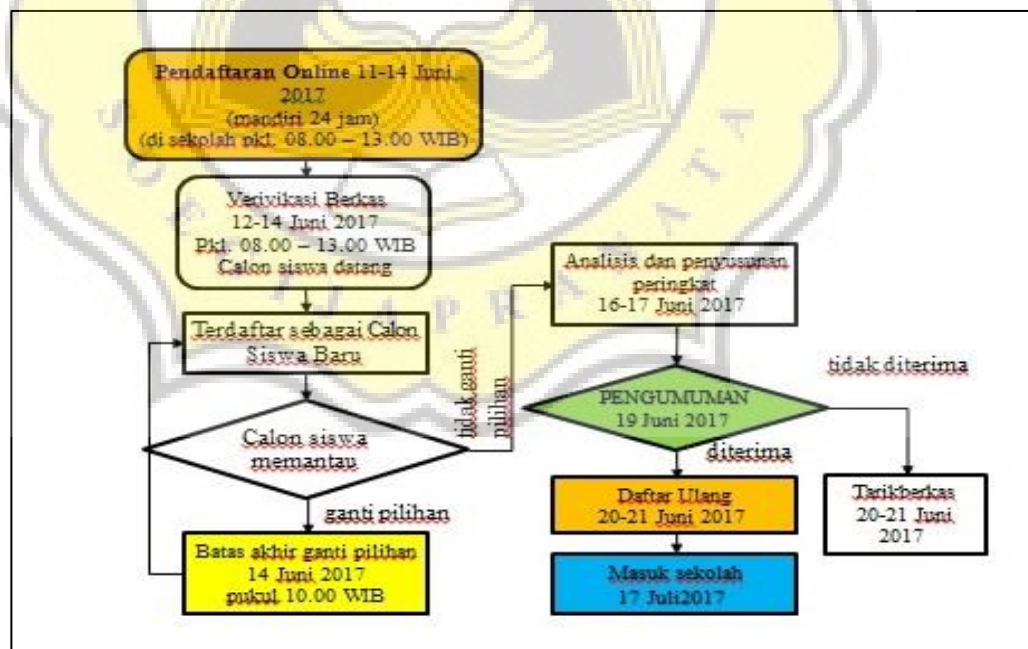 Pendaftaran Online 11-14 Juni
2017
(mandiri 24 jam)
(di sekolah pkl. 08.00 – 13.00 WIB)
Verivikasi Berkas
12-14 Juni 2017
Pkl. 08.00 – 13.00 WIB
Calon siswa datang
Terdaftar sebagai Calon
Siswa Baru
Calon siswa
memantau
ganti pilihan
Batas akhir ganti pilihan
14 Juni 2017
pukul 10.00 WIB
tidak ganti
pilihan
Analisis dan penyusunan
peringkat
16-17 Juni 2017
PENGUMUMAN
19 Juni 2017
tidak diterima
diterima
Daftar Ulang
20-21 Juni 2017
Masuk sekolah
17 Juli2017
Tarikberkas
20-21 Juni
2017